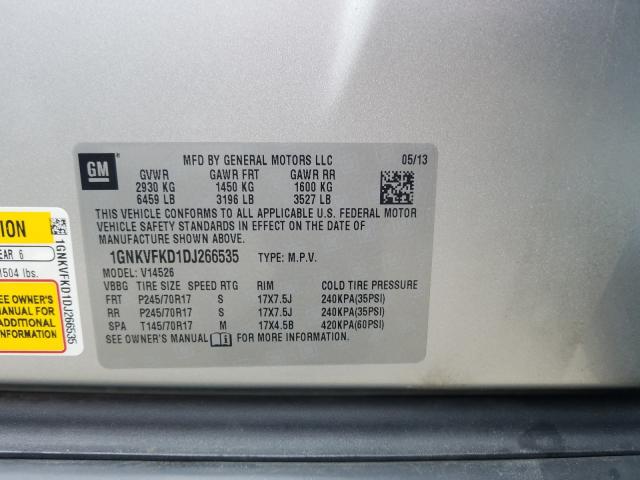 GM
MFD BY GENERAL MOTORS LLC 05/13
GVWR GAWR FRT GAWR RR
2930 KG 1450 KG 1600 KG
6459 LB 3196 LB 3527 LB
THIS VEHICLE CONFORMS TO ALL APPLICABLE U.S. FEDERAL MOTOR
VEHICLE SAFETY STANDARDS IN EFFECT ON THE DATE OF
MANUFACTURE SHOWN ABOVE.
1GNKVFKD1DJ266535 TYPE: M.P.V.
MODEL: V14526
VBBG TIRE SIZE SPEED RTG RIM COLD TIRE PRESSURE
FRT P245/70R17 S 17X7.5J 240KPA(35PSI)
RR P245/70R17 S 17X7.5J 240KPA(35PSI)
SPA T145/70R17 M 17X4.5B 420KPA(60PSI)
SEE OWNER'S MANUAL FOR MORE INFORMATION.
TION
EAR 6
1504 lbs.
SEE OWNER'S
MANUAL FOR
ADDITIONAL
INFORMATION
1GNKVFKD1DJ266535